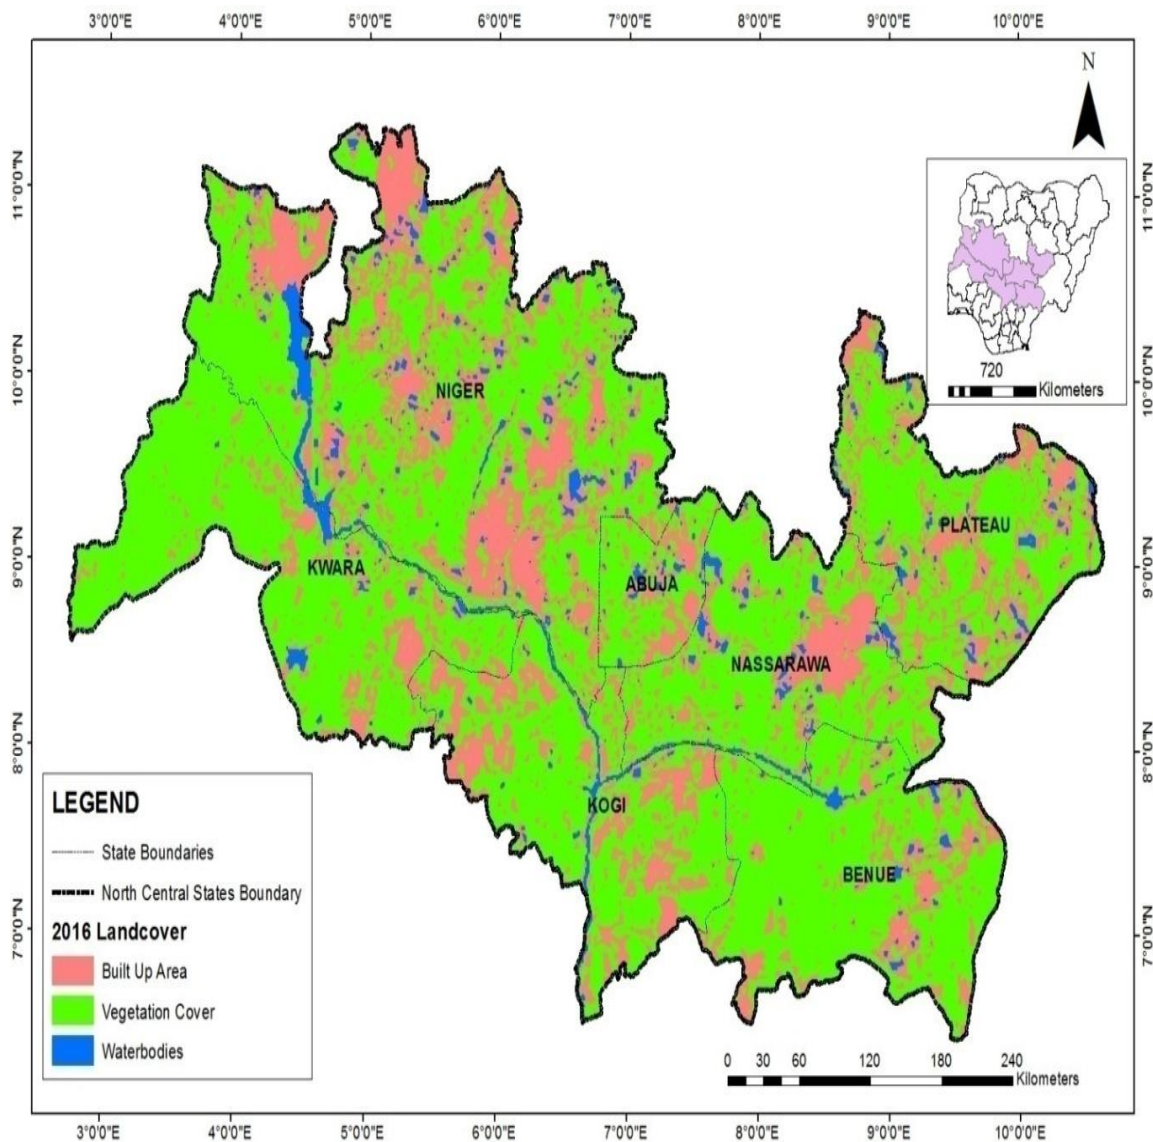 3°0'0"E 4°0'0"E 5°0'0"E 6°0'0"E 7°0'0"E 8°0'0"E 9°0'0"E 10°0'0"E
N
11°0'0"N
11°0'0"N
720
Kilometers
10°0'0"N
10°0'0"N
NIGER
PLATEAU
9°0'0"N
9°0'0"N
KWARA
ABUJA
NASSARAWA
8°0'0"N
8°0'0"N
KOGI
BENUE
7°0'0"N
7°0'0"N
LEGEND
State Boundaries
North Central States Boundary
2016 Landcover
Built Up Area
Vegetation Cover
Waterbodies
0 30 60 120 180 240
Kilometers
3°0'0"E 4°0'0"E 5°0'0"E 6°0'0"E 7°0'0"E 8°0'0"E 9°0'0"E 10°0'0"E